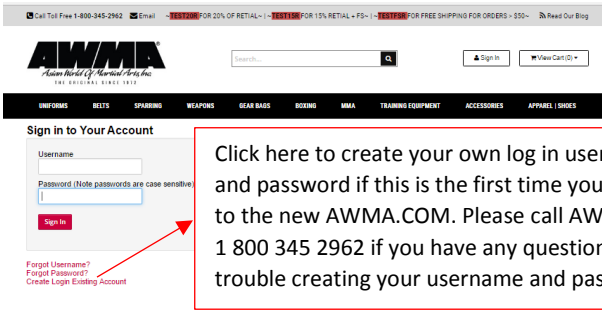 Call Toll Free 1-800-345-2962 Email ~TEST20R FOR 20% OF RETIAL~ | ~TEST15R FOR 15% RETIAL + FS~ | ~TESTFSR FOR FREE SHIPPING FOR ORDERS > $50~ Read Our Blog
AWMA
Asian World Of Martial Arts, Inc.
THE ORIGINAL SINCE 1972
Search...
Sign In
View Cart (0)
UNIFORMS BELTS SPARRING WEAPONS GEAR BAGS BOXING MMA TRAINING EQUIPMENT ACCESSORIES APPAREL | SHOES
Sign in to Your Account
Username
Password (Note passwords are case sensitive)
Sign In
Forgot Username?
Forgot Password?
Create Login Existing Account
Click here to create your own log in user
and password if this is the first time you
to the new AWMA.COM. Please call AW
1 800 345 2962 if you have any question
trouble creating your username and pas